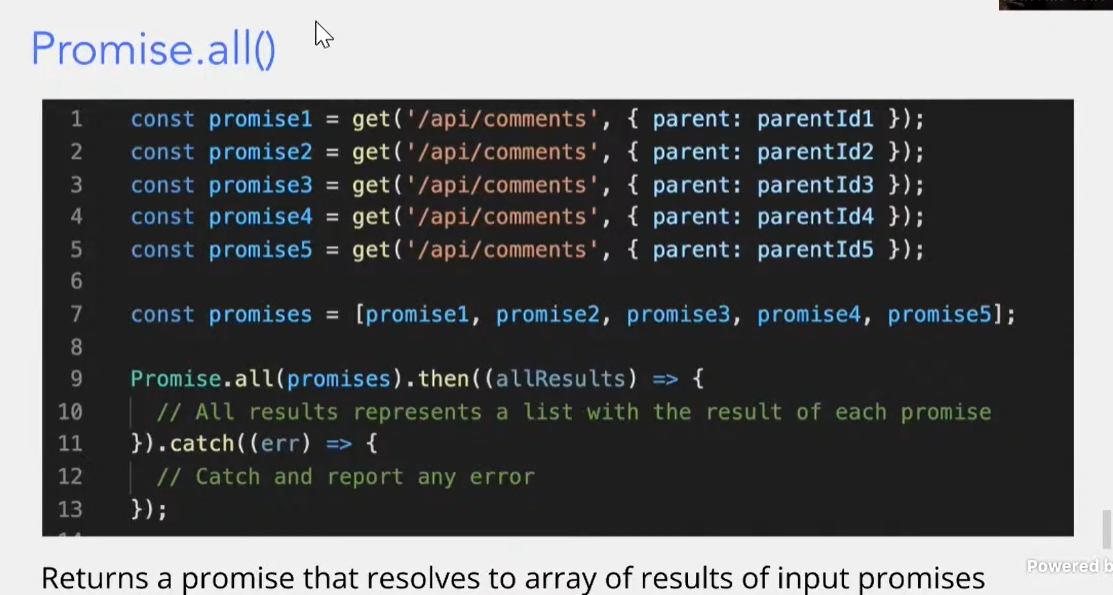 Promise.all()
1 const promise1 = get('/api/comments', { parent: parentId1 });
2 const promise2 = get('/api/comments', { parent: parentId2 });
3 const promise3 = get('/api/comments', { parent: parentId3 });
4 const promise4 = get('/api/comments', { parent: parentId4 });
5 const promise5 = get('/api/comments', { parent: parentId5 });
6
7 const promises = [promise1, promise2, promise3, promise4, promise5];
8
9 Promise.all(promises).then((allResults) => {
10 // All results represents a list with the result of each promise
11 }).catch((err) => {
12 // Catch and report any error
13 });
Returns a promise that resolves to array of results of input promises
Powered b